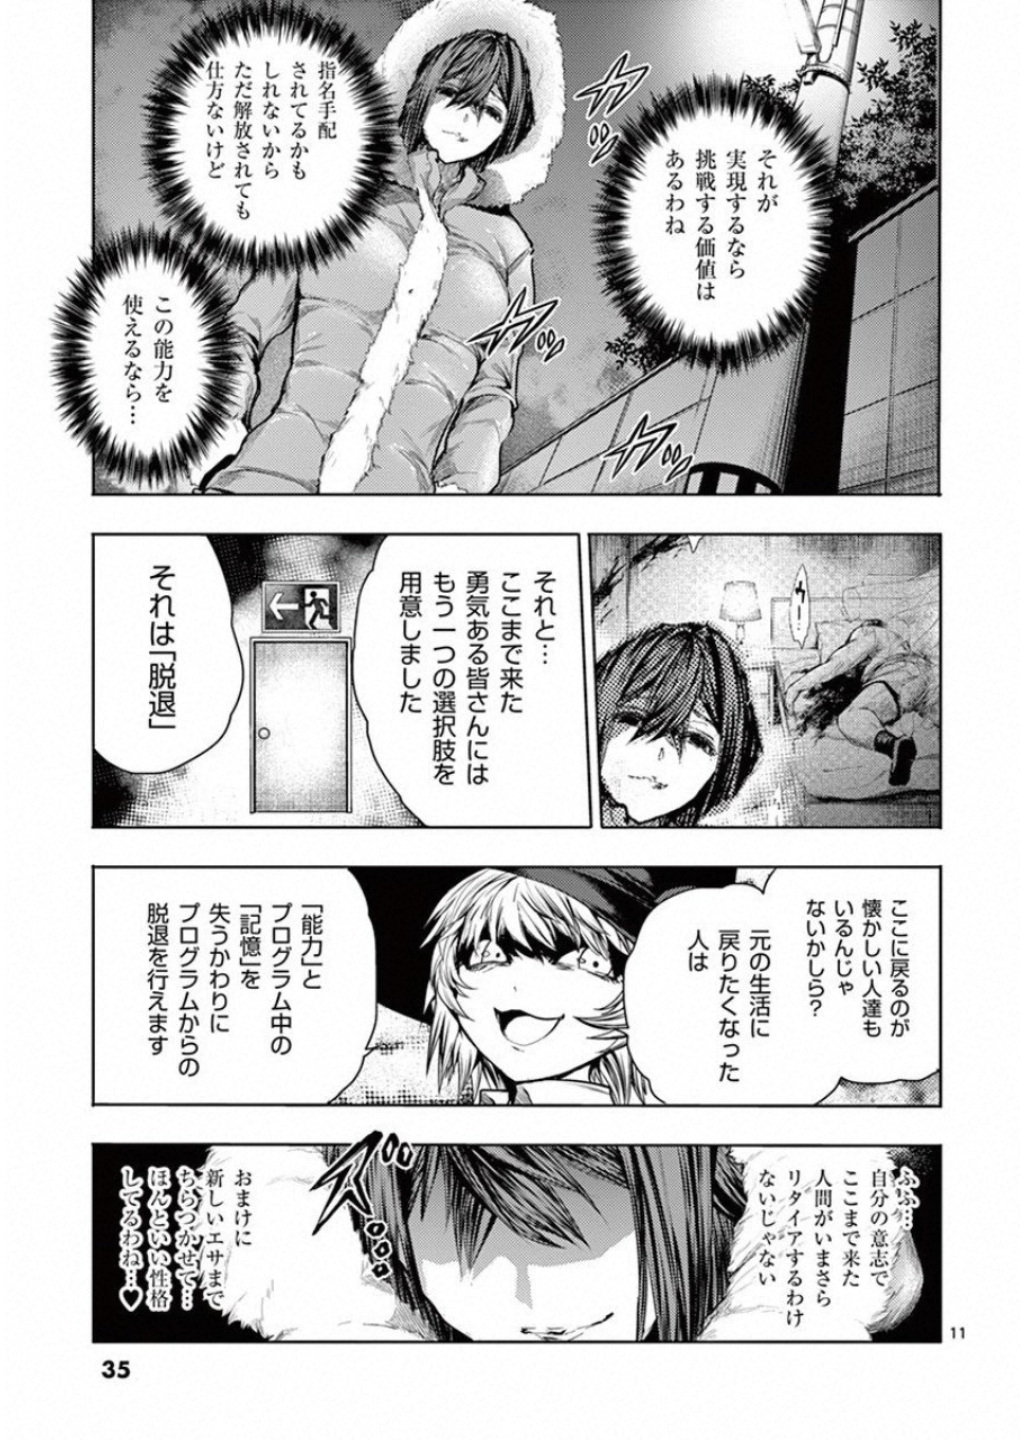 それが
実現するなら
挑戦する価値は
あるわね
指名手配
されてるかも
しれないから
ただ解放されても
仕方ないけど
この能力を
使えるなら…
それと…
ここまで来た
勇気ある皆さんには
もう一つの選択肢を
用意しました
それは「脱退」
ここに戻るのが
懐かしい人達も
いるんじゃ
ないかしら?
元の生活に
戻りたくなった
人は
「能力」と
プログラム中の
「記憶」を
失うかわりに
プログラムからの
脱退を行えます
ふふ…
自分の意志で
ここまで来た
人間がいまさら
リタイアするわけ
ないじゃない
おまけに
新しいエサまで
ちらつかせて…
ほんといい性格
してるわね…♥
11
35